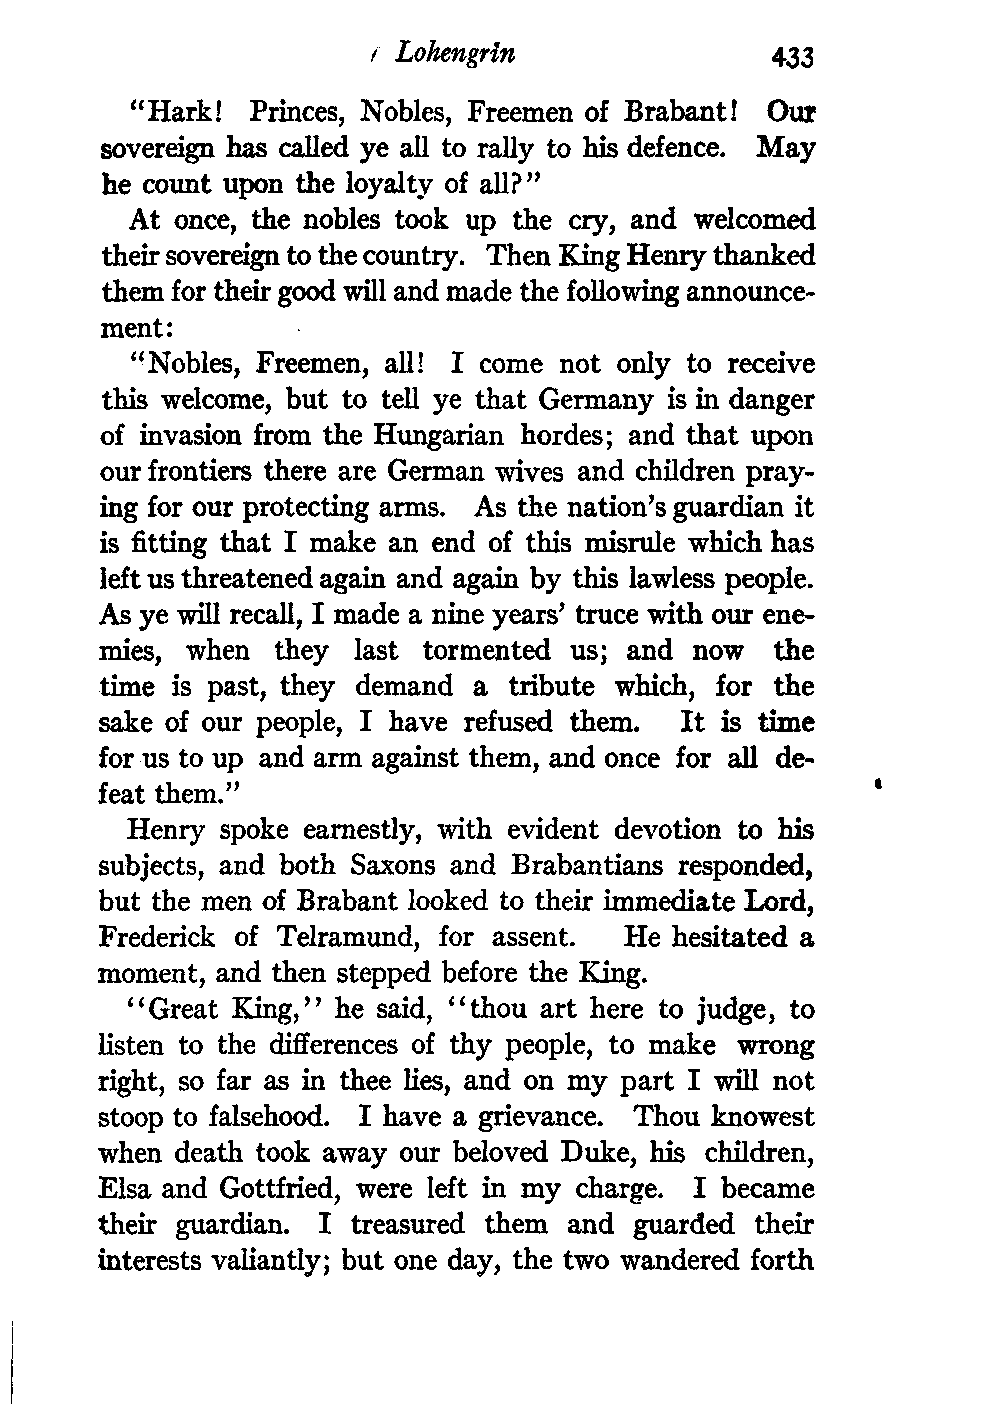 Lohengrin 433
"Hark! Princes, Nobles, Freemen of Brabant! Our
sovereign has called ye all to rally to his defence. May
he count upon the loyalty of all?"
At once, the nobles took up the cry, and welcomed
their sovereign to the country. Then King Henry thanked
them for their good will and made the following announce-
ment:
"Nobles, Freemen, all! I come not only to receive
this welcome, but to tell ye that Germany is in danger
of invasion from the Hungarian hordes; and that upon
our frontiers there are German wives and children pray-
ing for our protecting arms. As the nation's guardian it
is fitting that I make an end of this misrule which has
left us threatened again and again by this lawless people.
As ye will recall, I made a nine years' truce with our ene-
mies, when they last tormented us; and now the
time is past, they demand a tribute which, for the
sake of our people, I have refused them. It is time
for us to up and arm against them, and once for all de-
feat them."
Henry spoke earnestly, with evident devotion to his
subjects, and both Saxons and Brabantians responded,
but the men of Brabant looked to their immediate Lord,
Frederick of Telramund, for assent. He hesitated a
moment, and then stepped before the King.
"Great King," he said, "thou art here to judge, to
listen to the differences of thy people, to make wrong
right, so far as in thee lies, and on my part I will not
stoop to falsehood. I have a grievance. Thou knowest
when death took away our beloved Duke, his children,
Elsa and Gottfried, were left in my charge. I became
their guardian. I treasured them and guarded their
interests valiantly; but one day, the two wandered forth